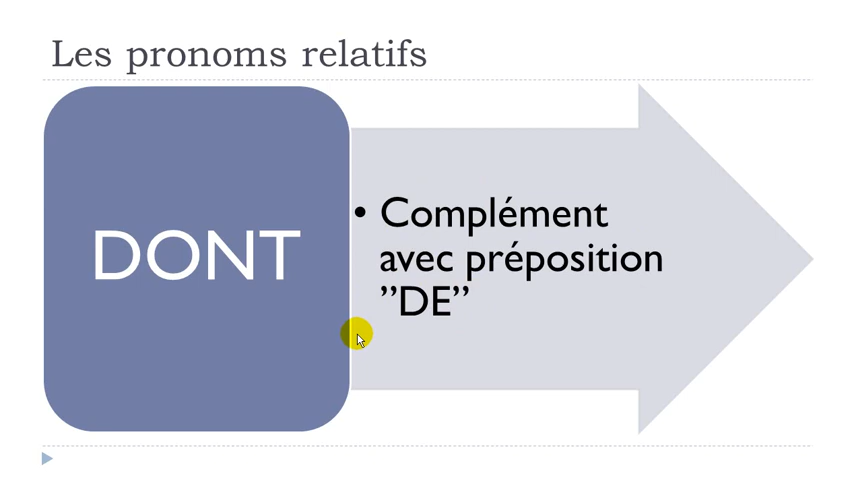 Les pronoms relatifs
DONT
• Complément
avec préposition
”DE”